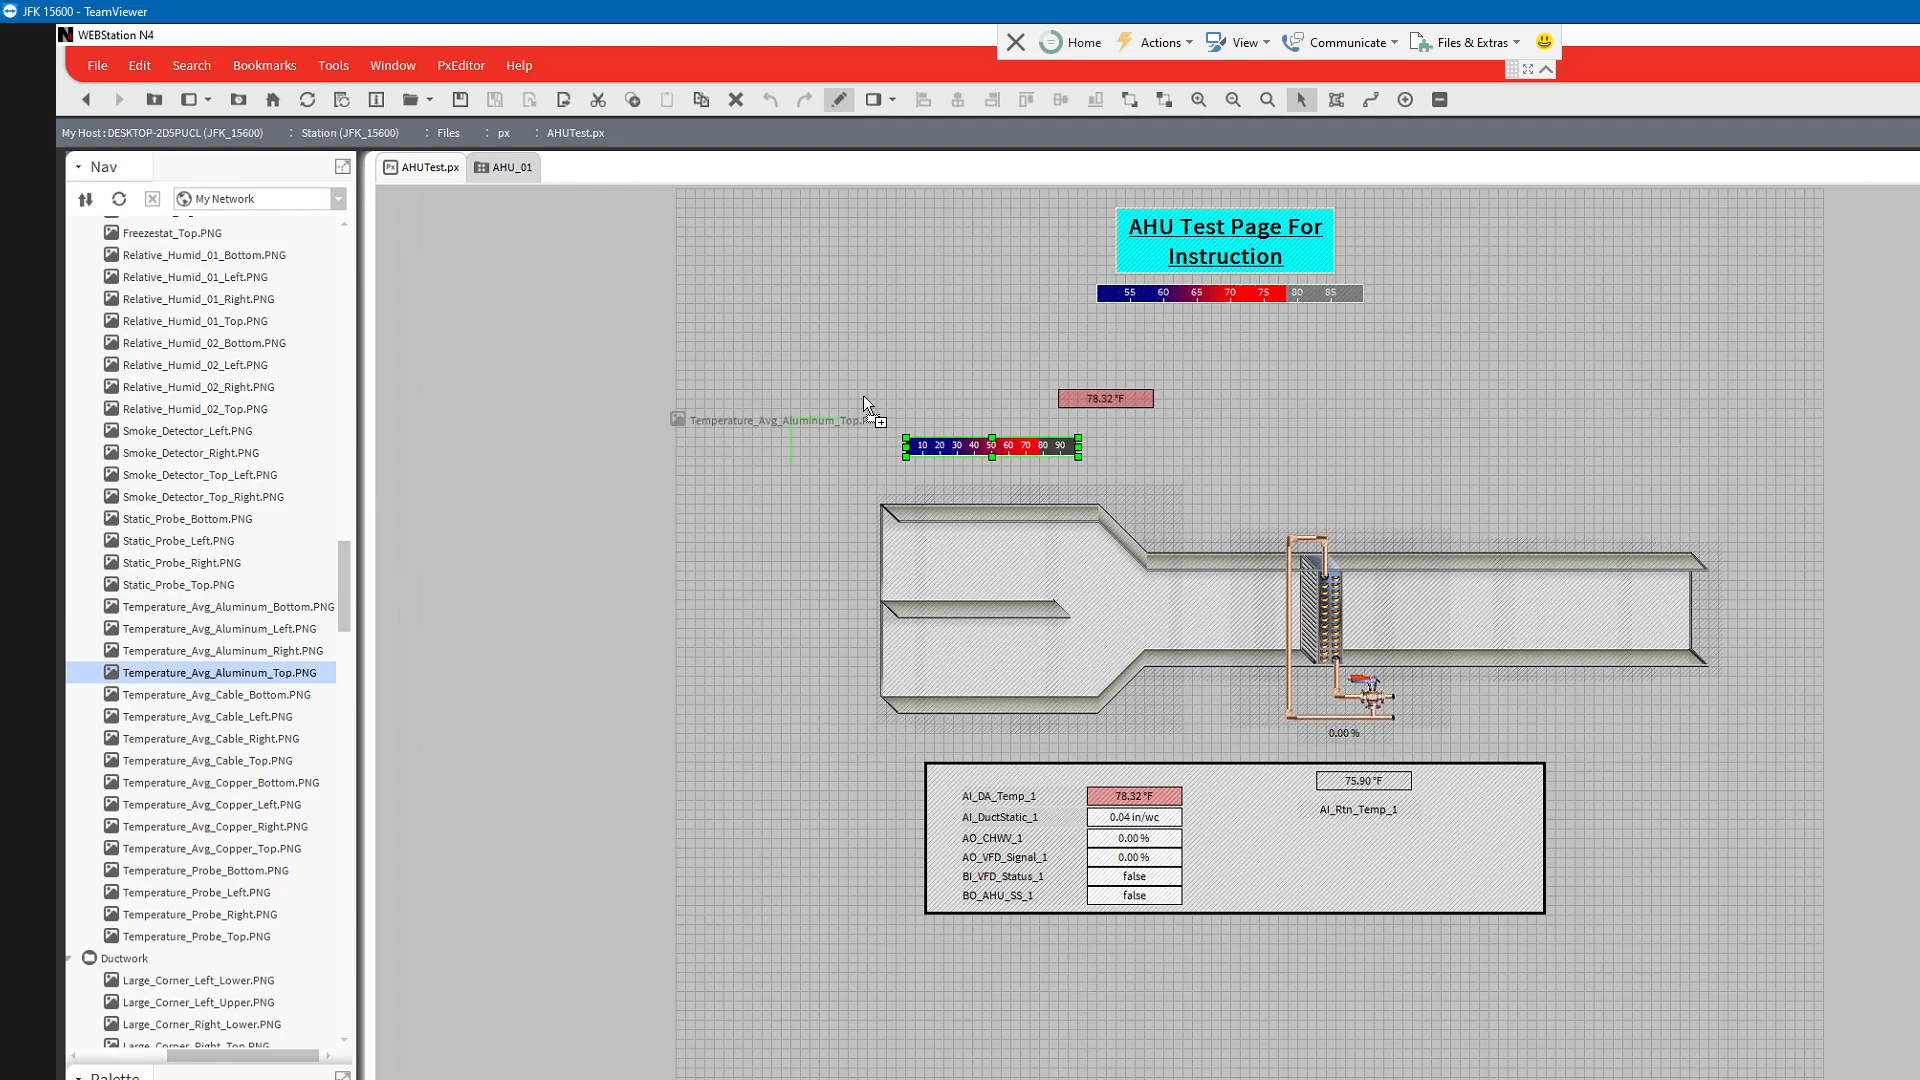 JFK 15600 - TeamViewer
WEBStation N4
Home
Actions
View
Communicate
Files & Extras
File
Edit
Search
Bookmarks
Tools
Window
PxEditor
Help
My Host : DESKTOP-2D5PUCL (JFK_15600) : Station (JFK_15600) : Files : px : AHUTest.px
Nav
AHUTest.px
AHU_01
My Network
Freezestat_Top.PNG
Relative_Humid_01_Bottom.PNG
Relative_Humid_01_Left.PNG
Relative_Humid_01_Right.PNG
Relative_Humid_01_Top.PNG
Relative_Humid_02_Bottom.PNG
Relative_Humid_02_Left.PNG
Relative_Humid_02_Right.PNG
Relative_Humid_02_Top.PNG
Smoke_Detector_Left.PNG
Smoke_Detector_Right.PNG
Smoke_Detector_Top_Left.PNG
Smoke_Detector_Top_Right.PNG
Static_Probe_Bottom.PNG
Static_Probe_Left.PNG
Static_Probe_Right.PNG
Static_Probe_Top.PNG
Temperature_Avg_Aluminum_Bottom.PNG
Temperature_Avg_Aluminum_Left.PNG
Temperature_Avg_Aluminum_Right.PNG
Temperature_Avg_Aluminum_Top.PNG
Temperature_Avg_Cable_Bottom.PNG
Temperature_Avg_Cable_Left.PNG
Temperature_Avg_Cable_Right.PNG
Temperature_Avg_Cable_Top.PNG
Temperature_Avg_Copper_Bottom.PNG
Temperature_Avg_Copper_Left.PNG
Temperature_Avg_Copper_Right.PNG
Temperature_Avg_Copper_Top.PNG
Temperature_Probe_Bottom.PNG
Temperature_Probe_Left.PNG
Temperature_Probe_Right.PNG
Temperature_Probe_Top.PNG
Ductwork
Large_Corner_Left_Lower.PNG
Large_Corner_Left_Upper.PNG
Large_Corner_Right_Lower.PNG
Large_Corner_Right_Top.PNG
Palette
AHU Test Page For
Instruction
55 60 65 70 75 80 85
78.32 °F
Temperature_Avg_Aluminum_Top.
10 20 30 40 50 60 70 80 90
0.00 %
75.90 °F
AI_Rtn_Temp_1
AI_DA_Temp_1 78.32 °F
AI_DuctStatic_1 0.04 in/wc
AO_CHWV_1 0.00 %
AO_VFD_Signal_1 0.00 %
BI_VFD_Status_1 false
BO_AHU_SS_1 false